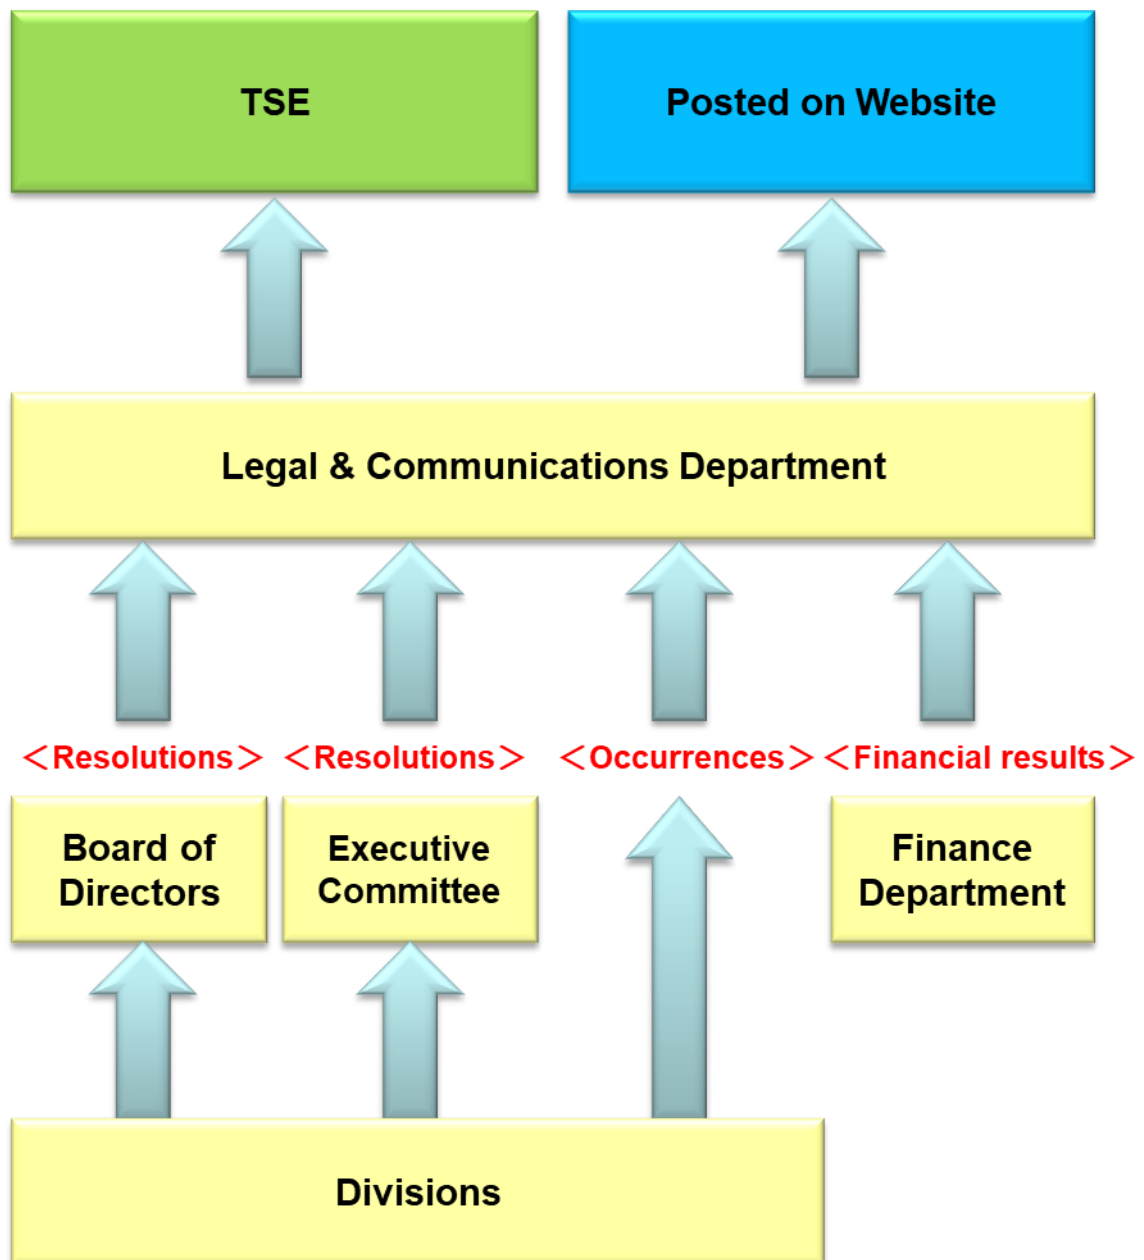 TSE
Posted on Website
Legal & Communications Department
＜Resolutions＞
＜Resolutions＞
＜Occurrences＞
＜Financial results＞
Board of
Directors
Executive
Committee
Finance
Department
Divisions